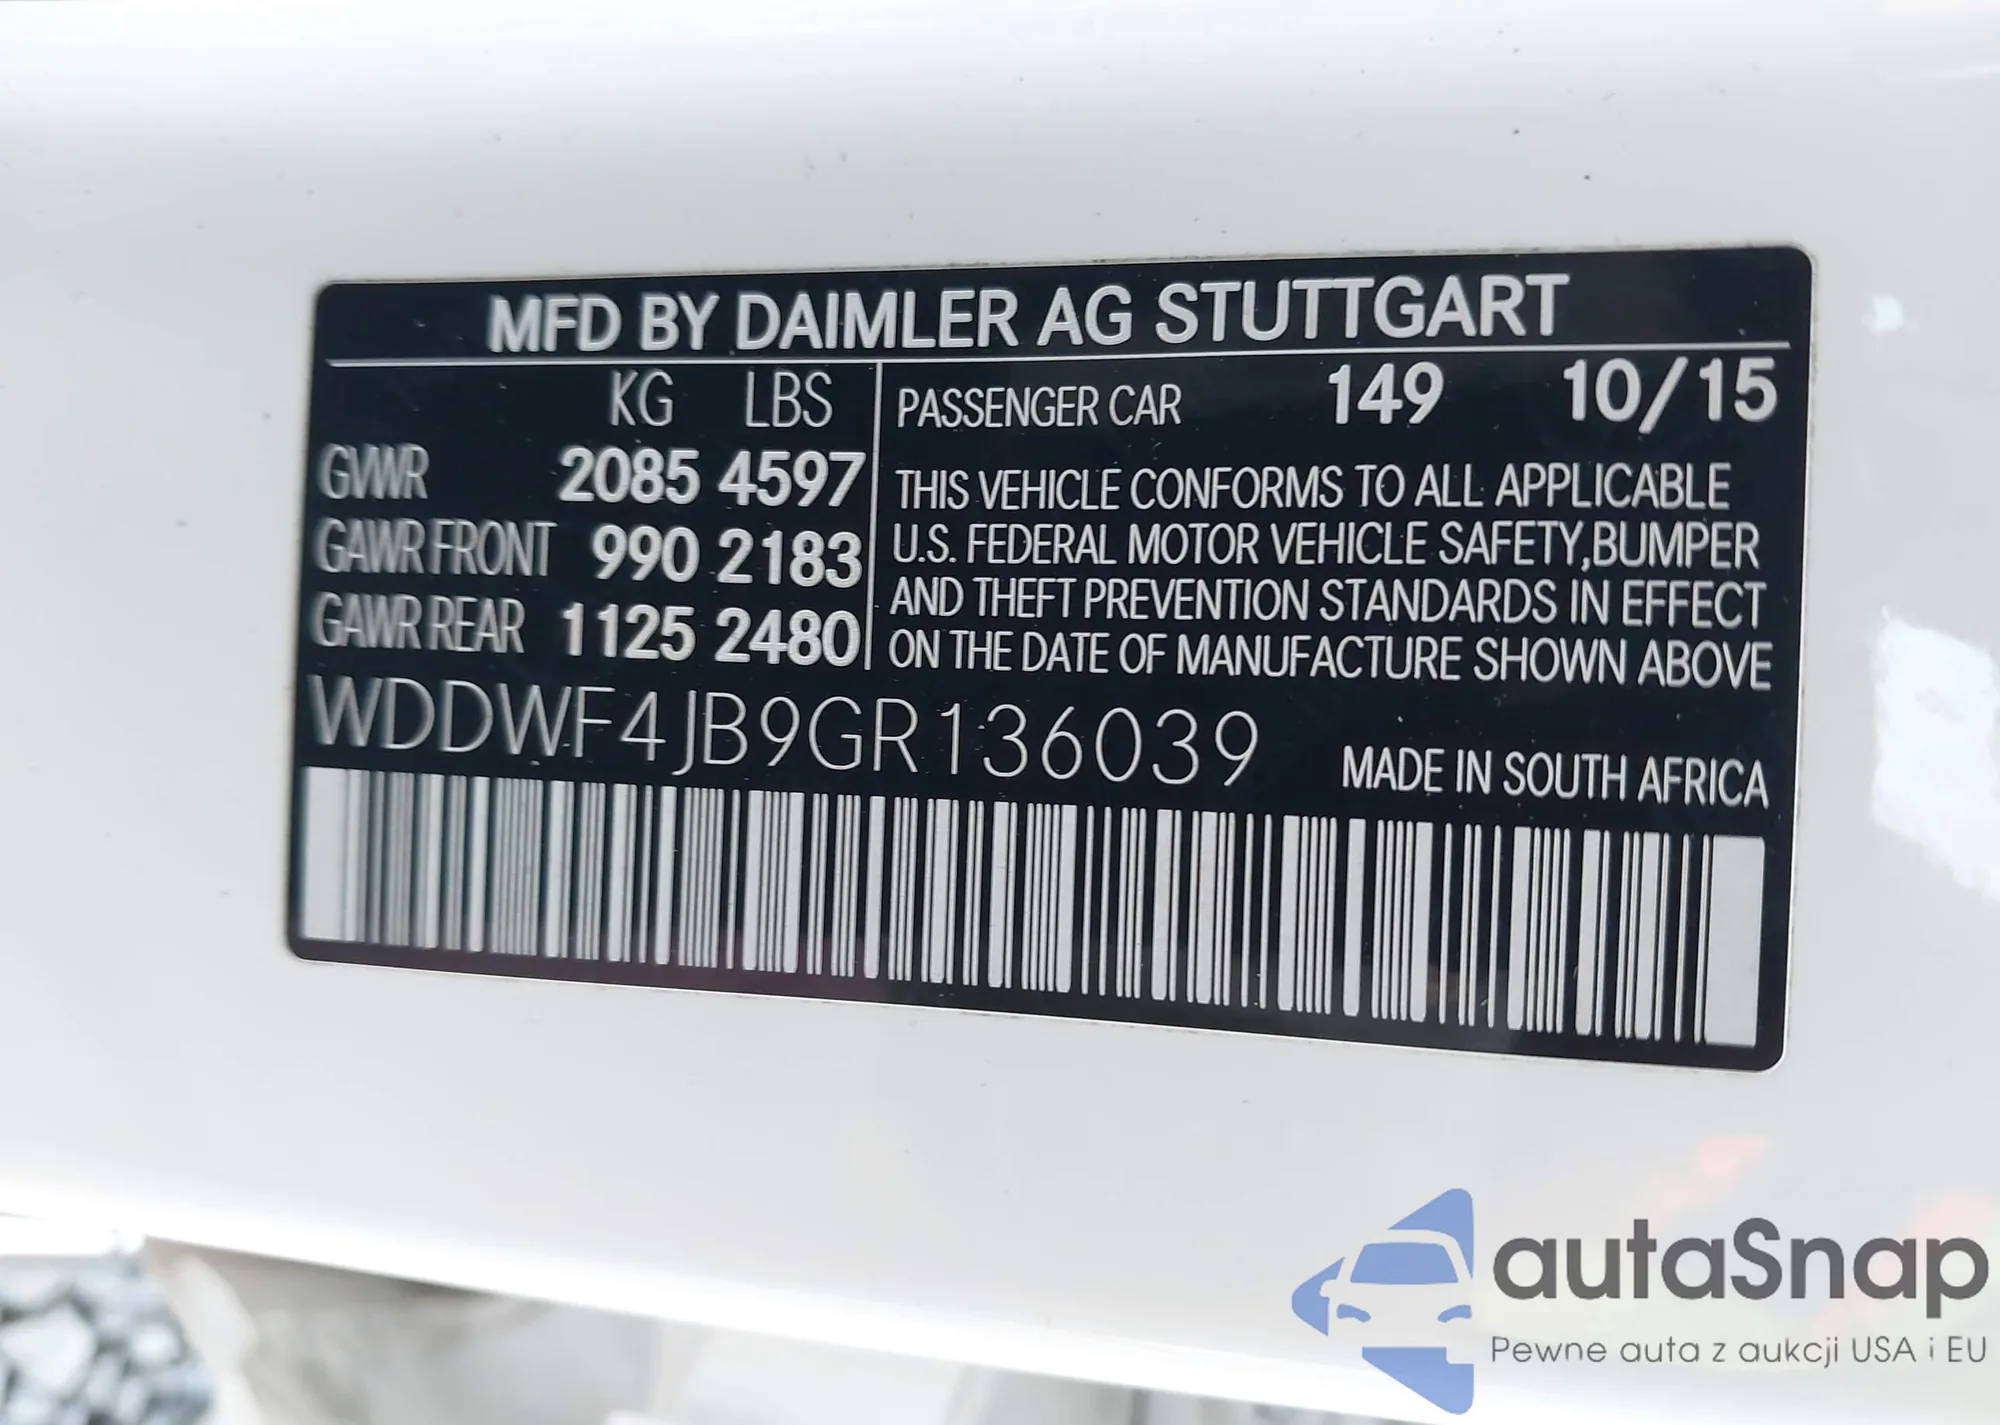 MFD BY DAIMLER AG STUTTGART
KG LBS
GVWR 2085 4597
GAWR FRONT 990 2183
GAWR REAR 1125 2480
PASSENGER CAR 149 10/15
THIS VEHICLE CONFORMS TO ALL APPLICABLE
U.S. FEDERAL MOTOR VEHICLE SAFETY,BUMPER
AND THEFT PREVENTION STANDARDS IN EFFECT
ON THE DATE OF MANUFACTURE SHOWN ABOVE
WDDWF4JB9GR136039
MADE IN SOUTH AFRICA
autaSnap
Pewne auta z aukcji USA i EU